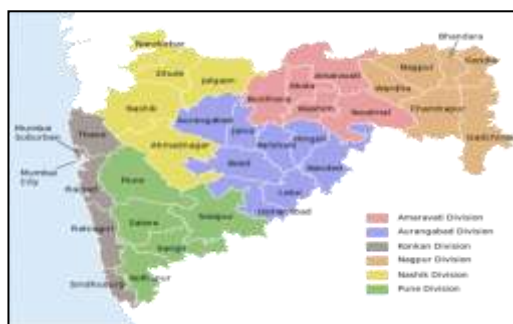 Bhandara
Nandurbar
Nagpur
Gondia
Dhule
Jalgaon
Amaravati
Akola
Wardha
Buldhana
Washim
Nashik
Chandrapur
Yavatmal
Aurangabad
Thane
Jalna
Hingoli
Parbhani
Mumbai
Suburban
Ahmadnagar
Gadchiroli
Beed
Nanded
Mumbai
City
Pune
Raigad
Latur
Solapur
Osmanabad
Satara
Ratnagiri
Sangli
Kolhapur
Sindhudurg
Amaravati Division
Aurangabad Division
Konkan Division
Nagpur Division
Nashik Division
Pune Division